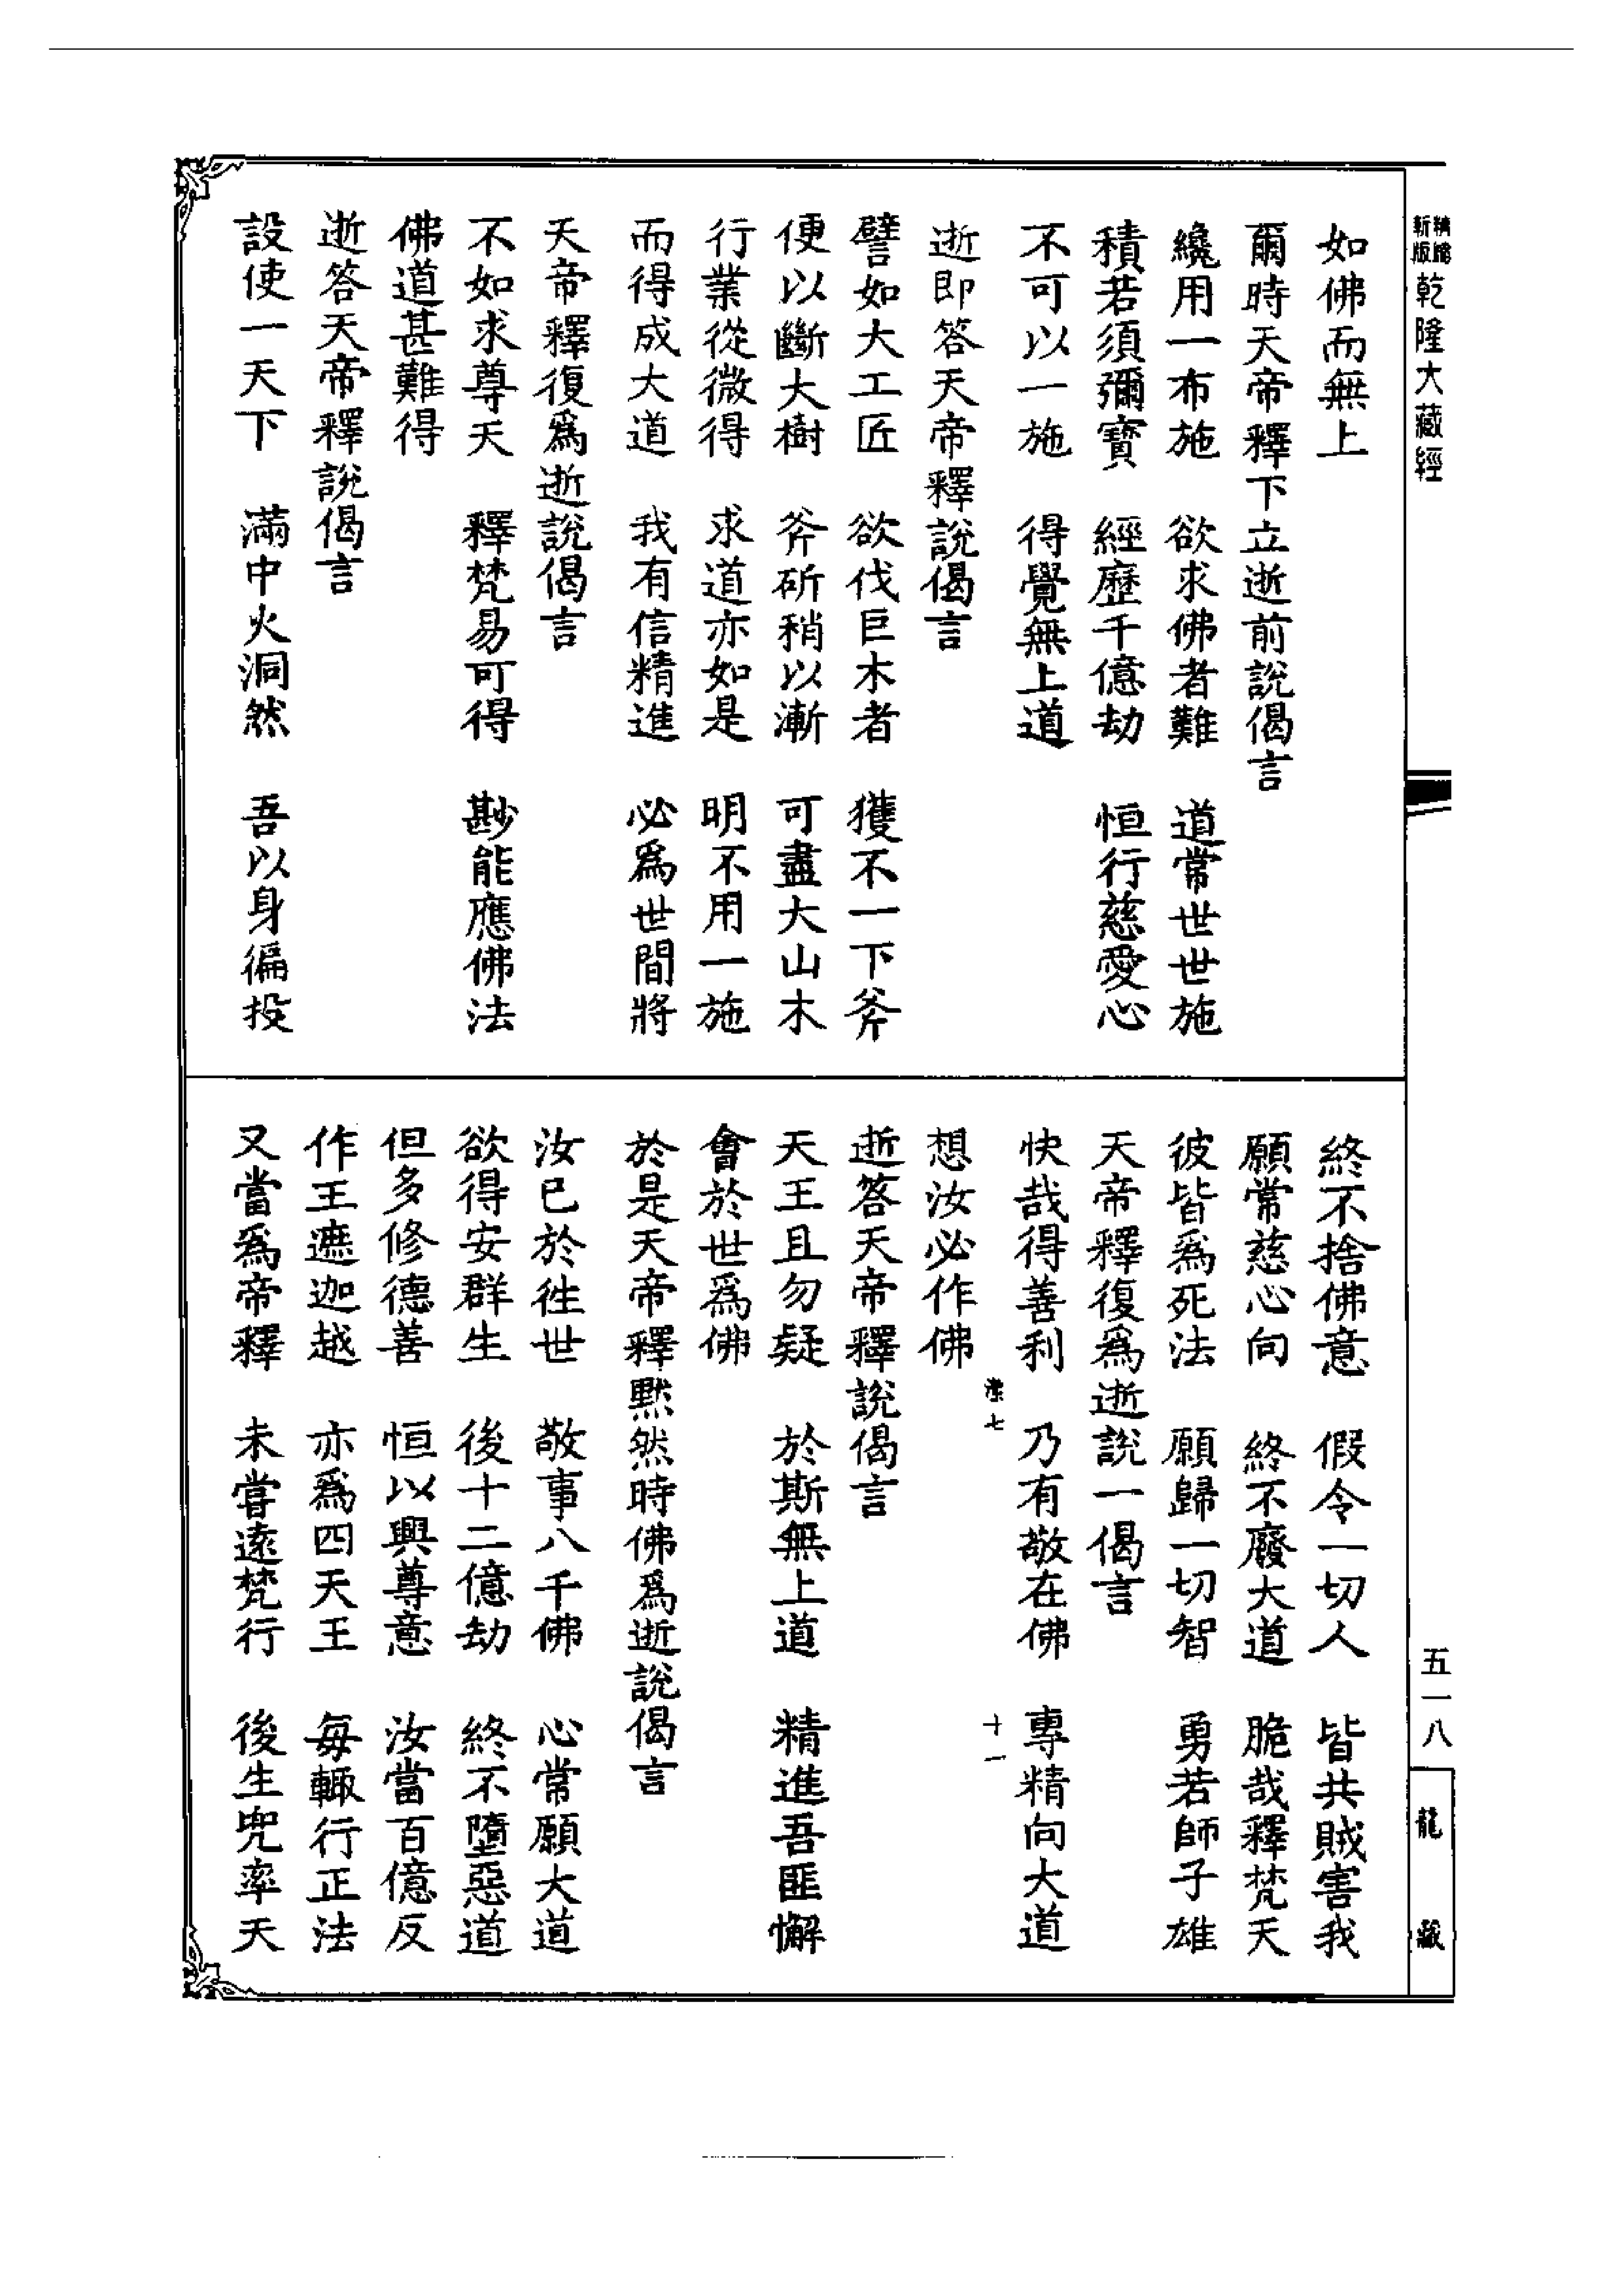 新版精縮乾隆大藏經
如佛而無上
爾時天帝釋下立逝前說偈言
纔用一布施　欲求佛者難　道常世世施
積若須彌寶　經歷千億劫　恒行慈愛心
不可以一施　得覺無上道
逝即答天帝釋說偈言
譬如大工匠　欲伐巨木者　獲不一下斧
便以斷大樹　斧斫稍以漸　可盡大山木
行業從微得　求道亦如是　明不用一施
而得成大道　我有信精進　必爲世間將
天帝釋復爲逝說偈言
不如求尊天　釋梵易可得　尟能應佛法
佛道甚難得
逝答天帝釋說偈言
設使一天下　滿中火洞然　吾以身徧投
終不捨佛意　假令一切人　皆共賊害我
願常慈心向　終不廢大道　脆哉釋梵天
彼皆爲死法　願歸一切智　勇若師子雄
天帝釋復爲逝說一偈言
快哉得善利　乃有敬在佛　專精向大道
七　十一
想汝必作佛
逝答天帝釋說偈言
天王且勿疑　於斯無上道　精進吾匪懈
會於世爲佛
於是天帝釋默然時佛爲逝說偈言
汝已於徃世　敬事八千佛　心常願大道
欲得安群生　後十二億劫　終不墮惡道
但多修德善　恒以興尊意　汝當百億反
作王遮迦越　亦爲四天王　每輙行正法
又當爲帝釋　未甞遠梵行　後生兜率天
五一八
龍藏